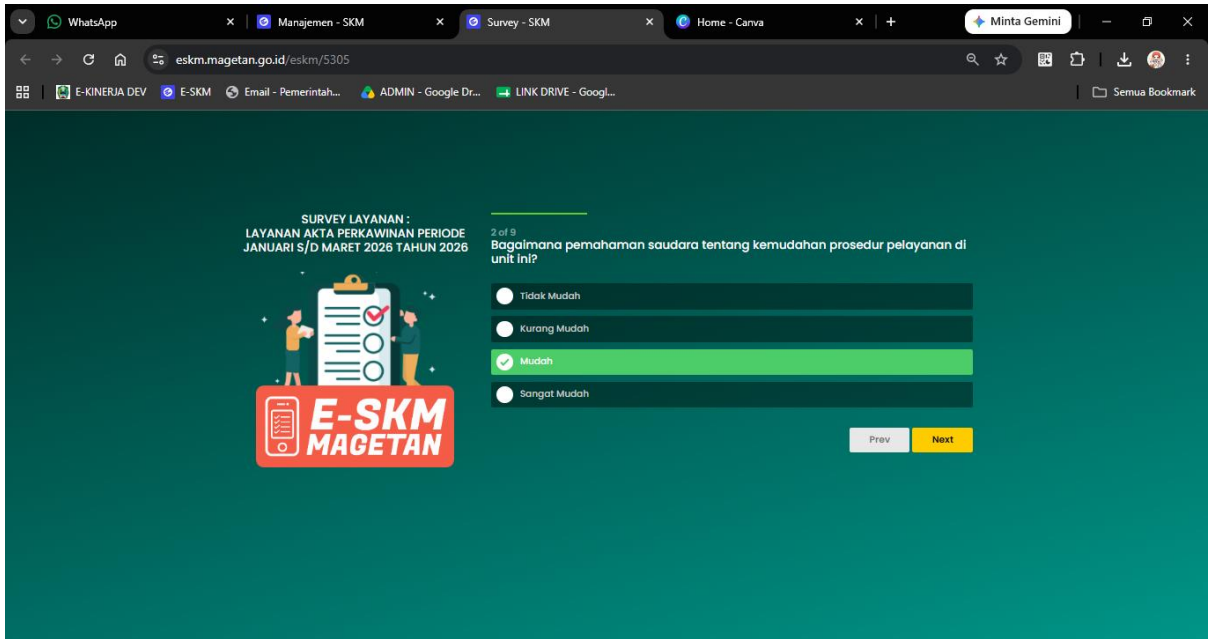 WhatsApp
Manajemen - SKM
Survey - SKM
Home - Canva
Minta Gemini
eskm.magetan.go.id/eskm/5305
E-KINERJA DEV
E-SKM
Email - Pemerintah...
ADMIN - Google Dr...
LINK DRIVE - Googl...
Semua Bookmark
SURVEY LAYANAN :
LAYANAN AKTA PERKAWINAN PERIODE
JANUARI S/D MARET 2026 TAHUN 2026
E-SKM
MAGETAN
2 of 9
Bagaimana pemahaman saudara tentang kemudahan prosedur pelayanan di
unit ini?
Tidak Mudah
Kurang Mudah
Mudah
Sangat Mudah
Prev
Next